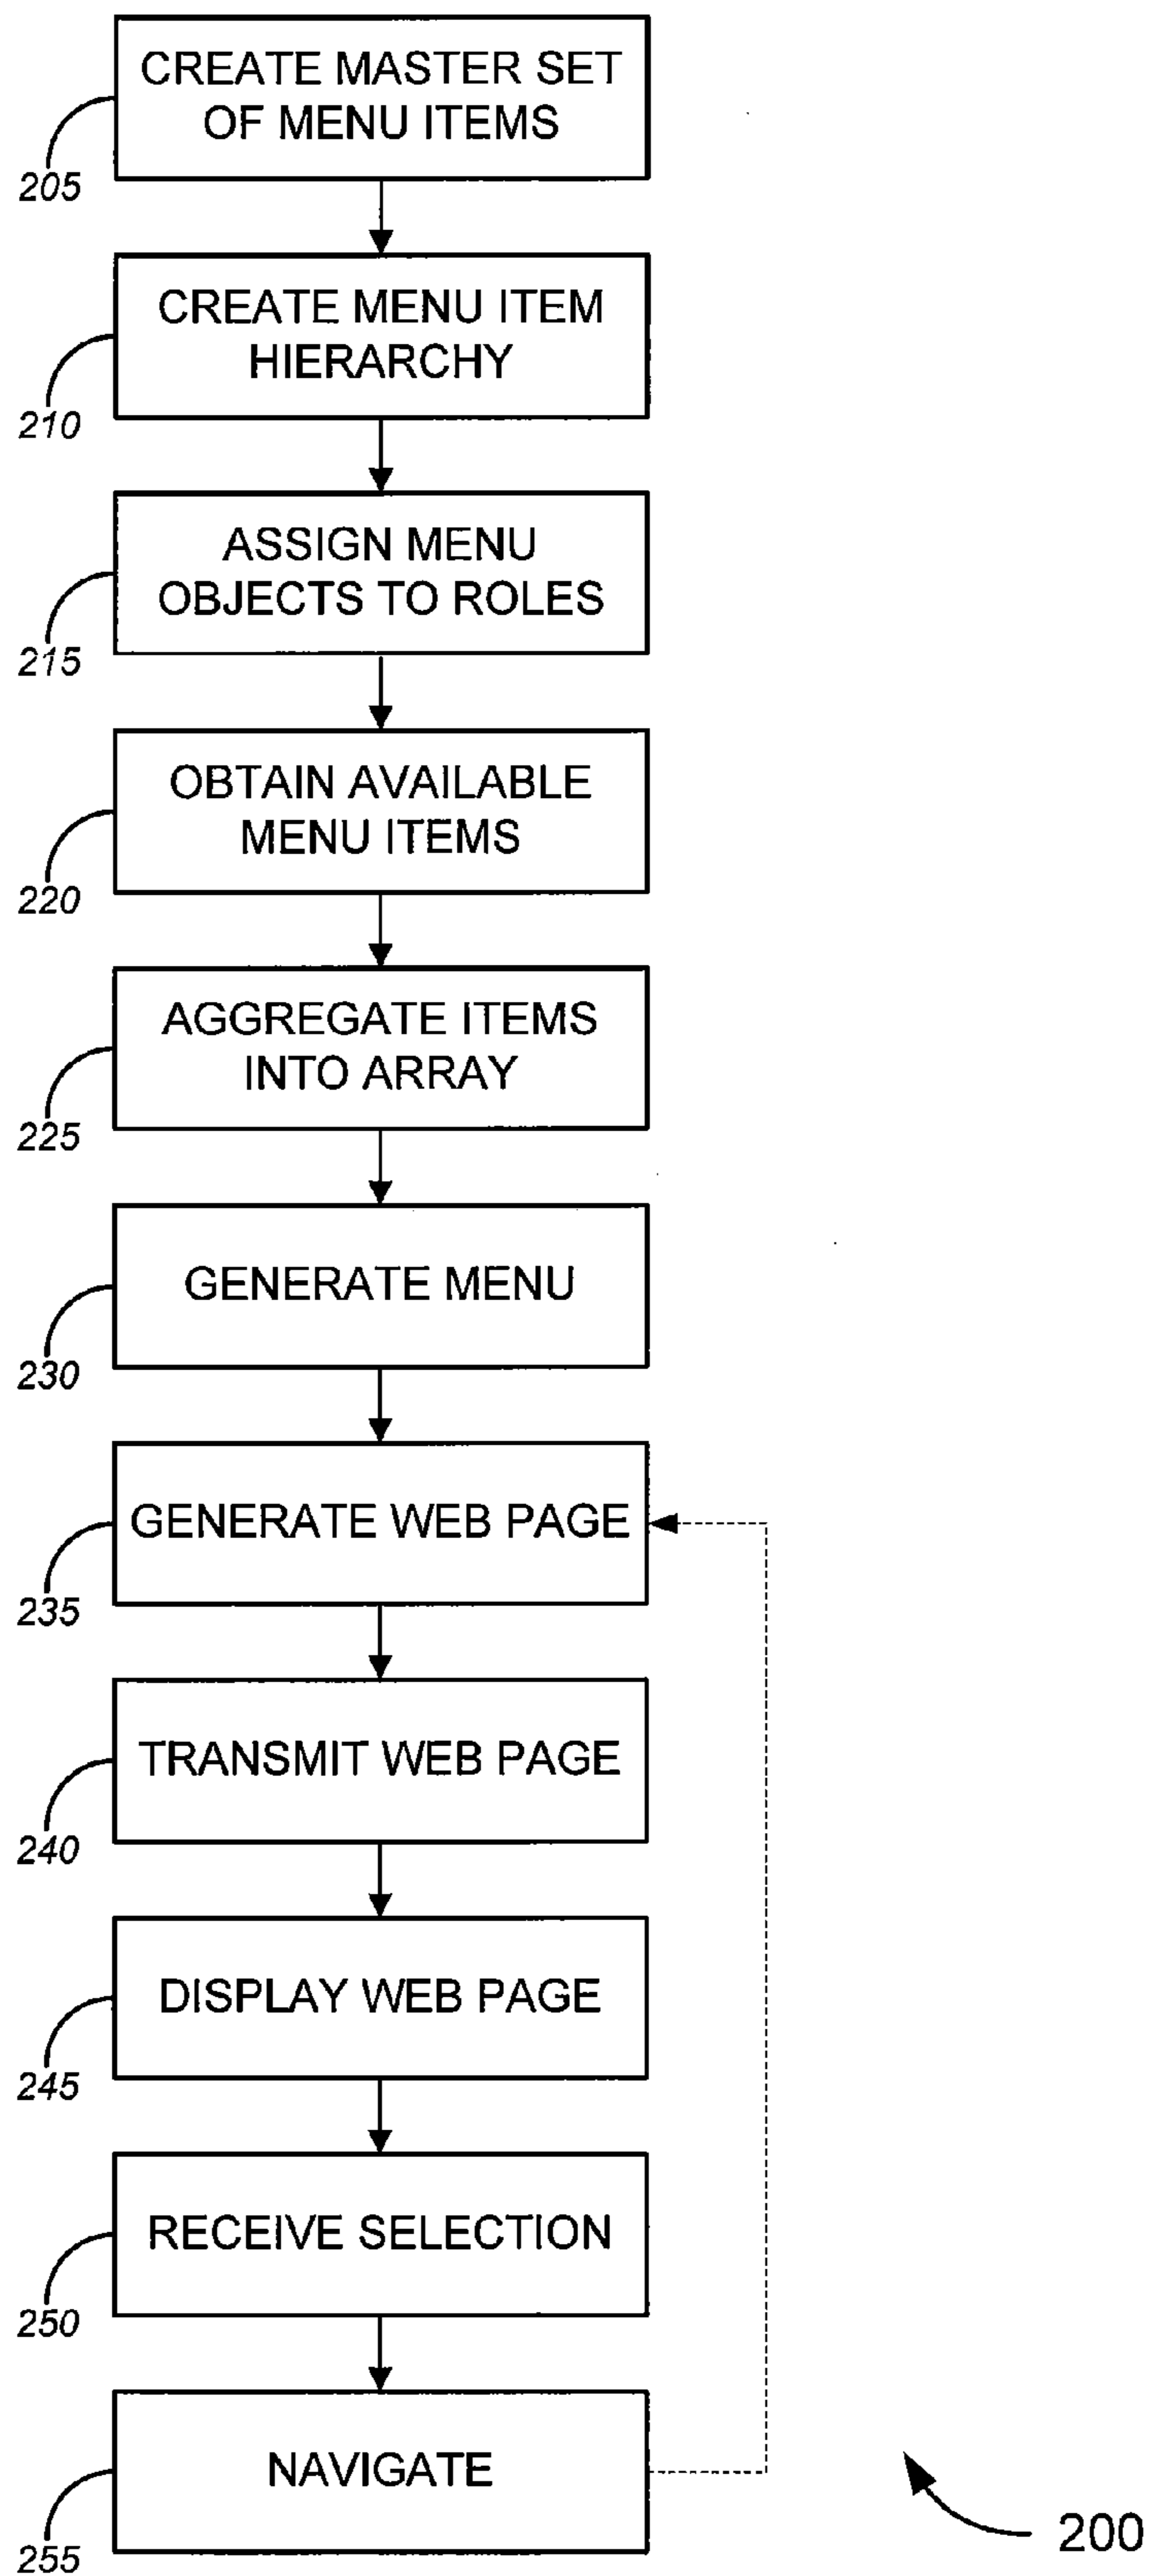 CREATE MASTER SET
OF MENU ITEMS
205
CREATE MENU ITEM
HIERARCHY
210
ASSIGN MENU
OBJECTS TO ROLES
215
OBTAIN AVAILABLE
MENU ITEMS
220
AGGREGATE ITEMS
INTO ARRAY
225
GENERATE MENU
230
GENERATE WEB PAGE
235
TRANSMIT WEB PAGE
240
DISPLAY WEB PAGE
245
RECEIVE SELECTION
250
NAVIGATE
255
200